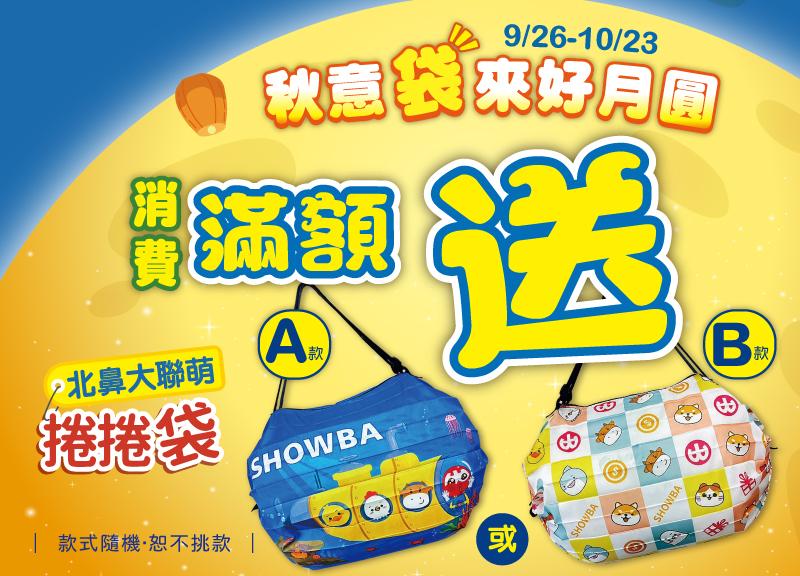 9/26-10/23
秋意袋來好月圓
消費
滿額
送
A款
B款
北鼻大聯萌
捲捲袋
SHOWBA
SHOWBA
SHOWBA
或
款式隨機·恕不挑款